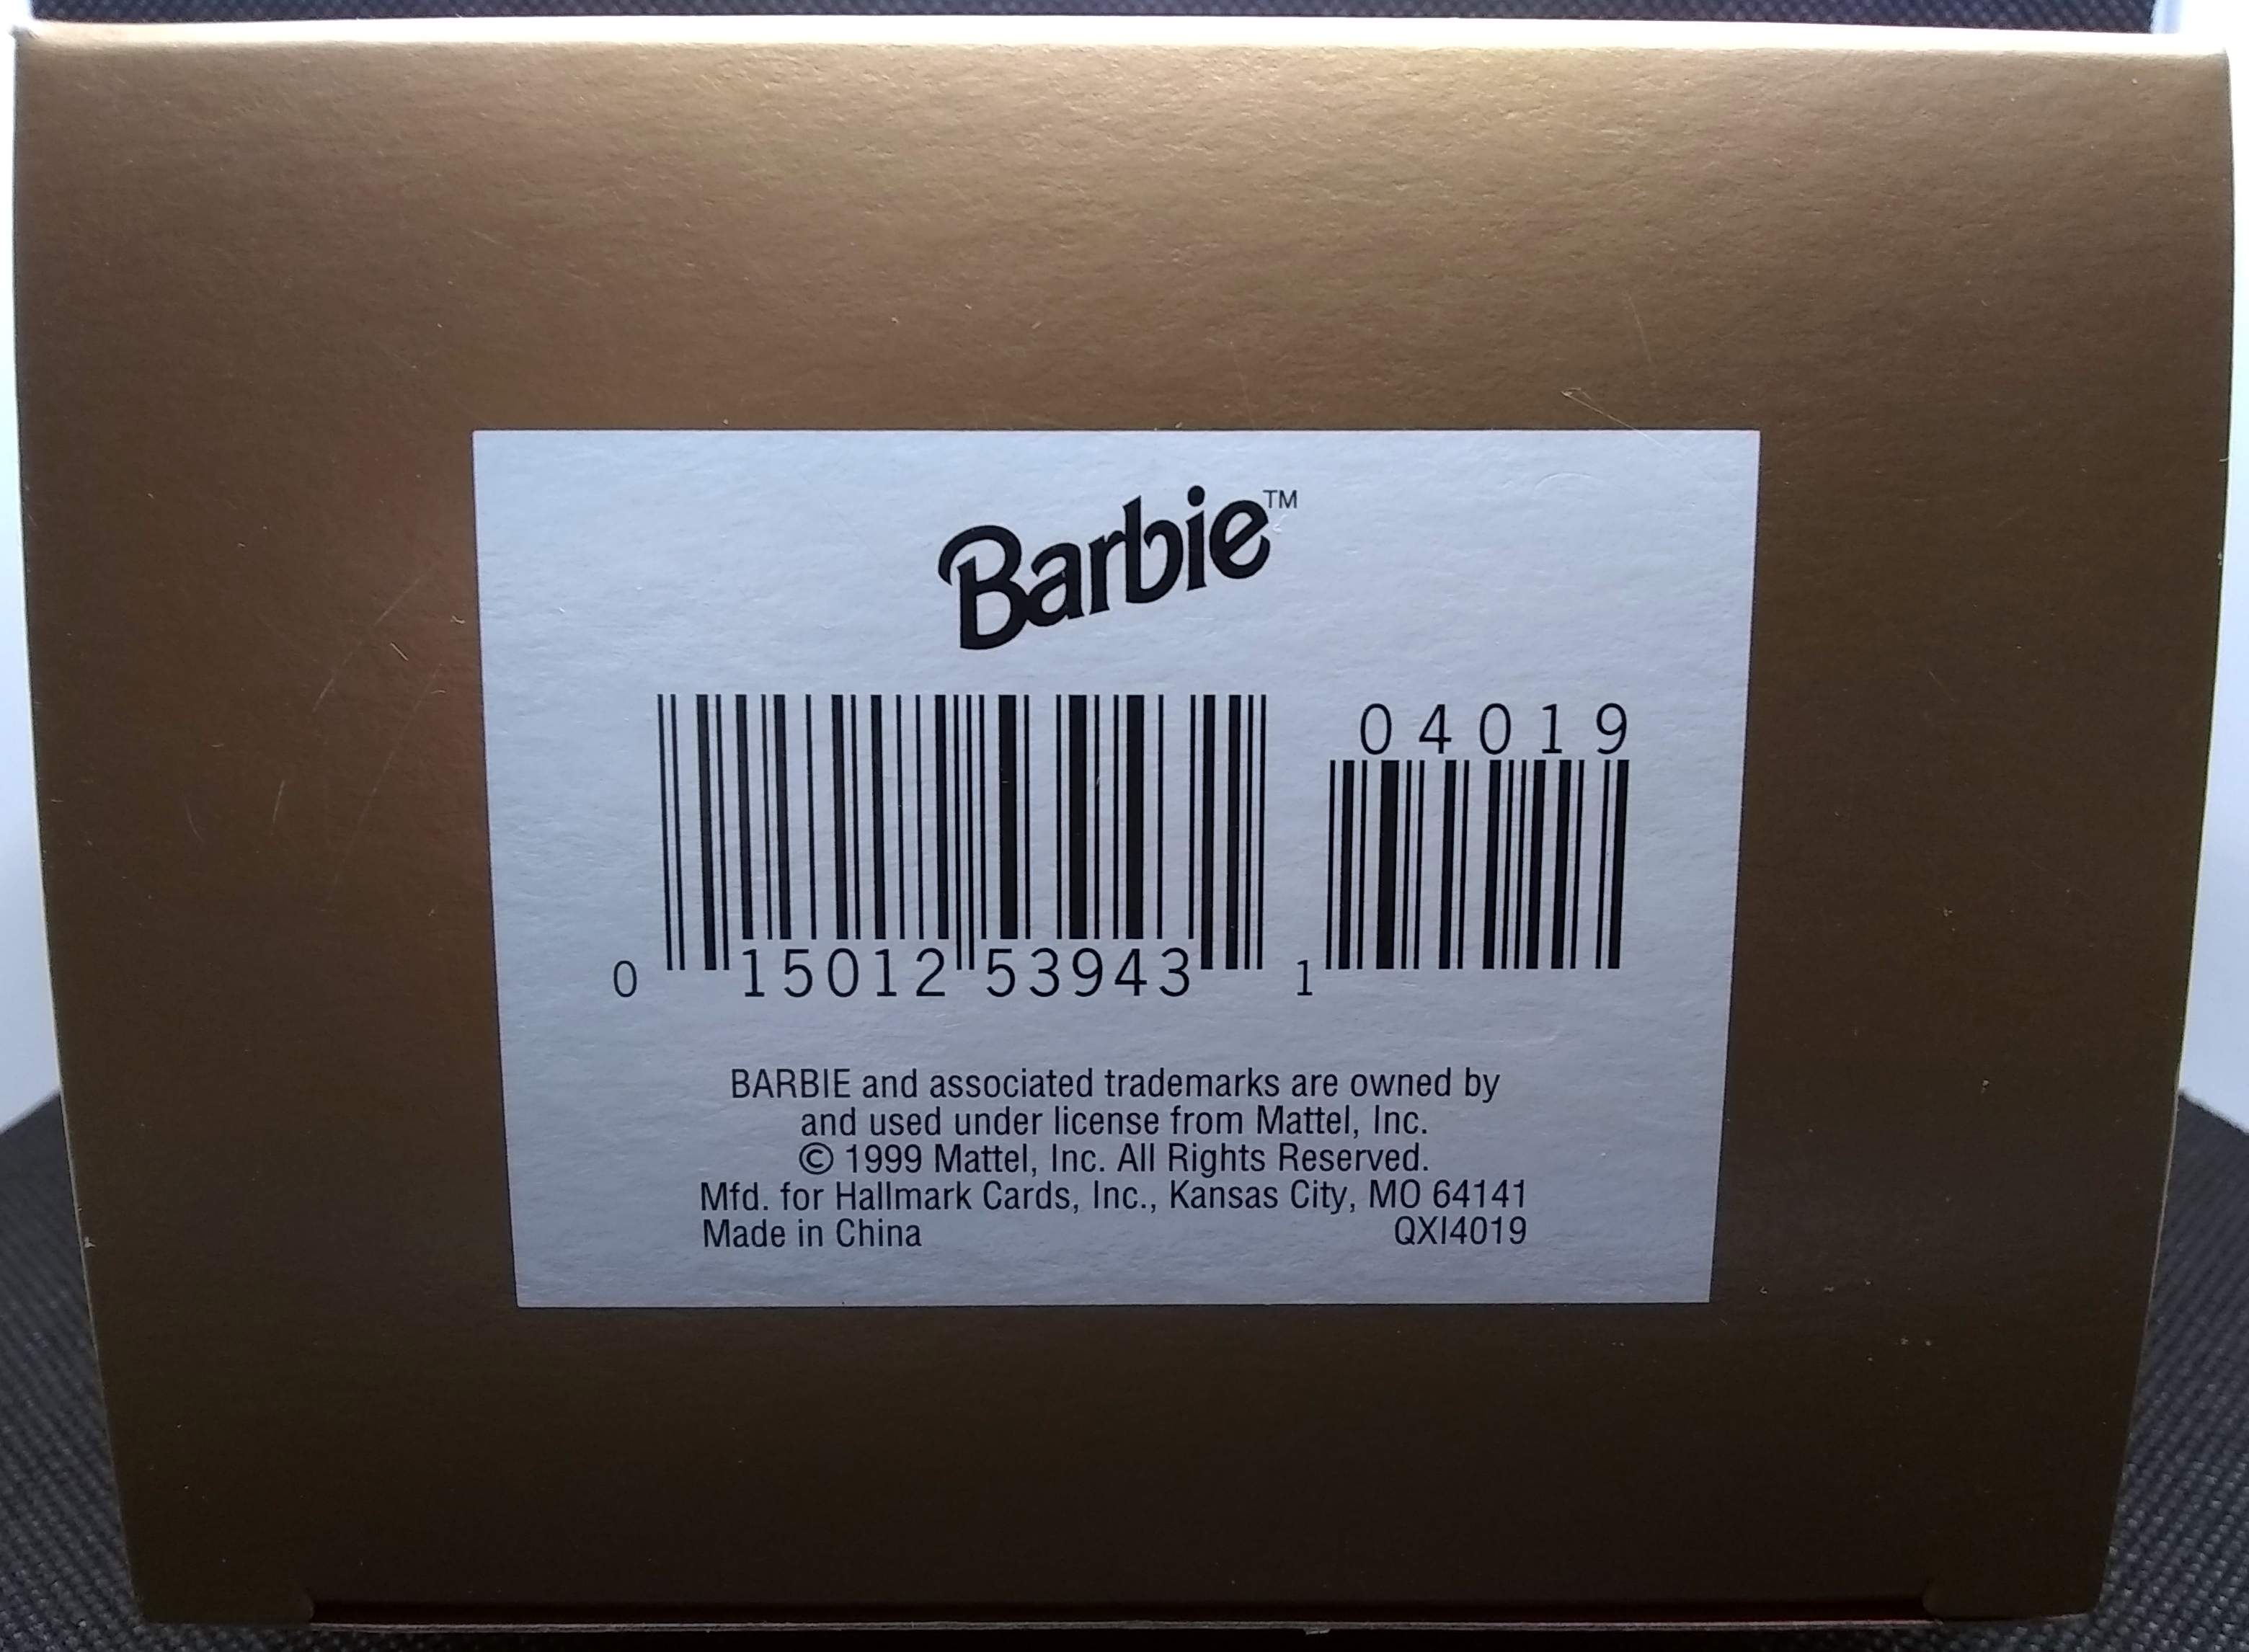 Barbie™
04019
0 15012 53943 1
BARBIE and associated trademarks are owned by
and used under license from Mattel, Inc.
© 1999 Mattel, Inc. All Rights Reserved.
Mfd. for Hallmark Cards, Inc., Kansas City, MO 64141
Made in China QXI4019